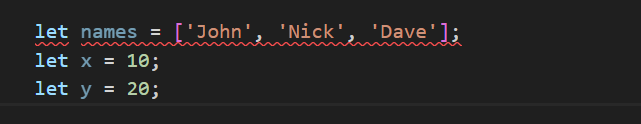 let names = ['John', 'Nick', 'Dave'];
let x = 10;
let y = 20;